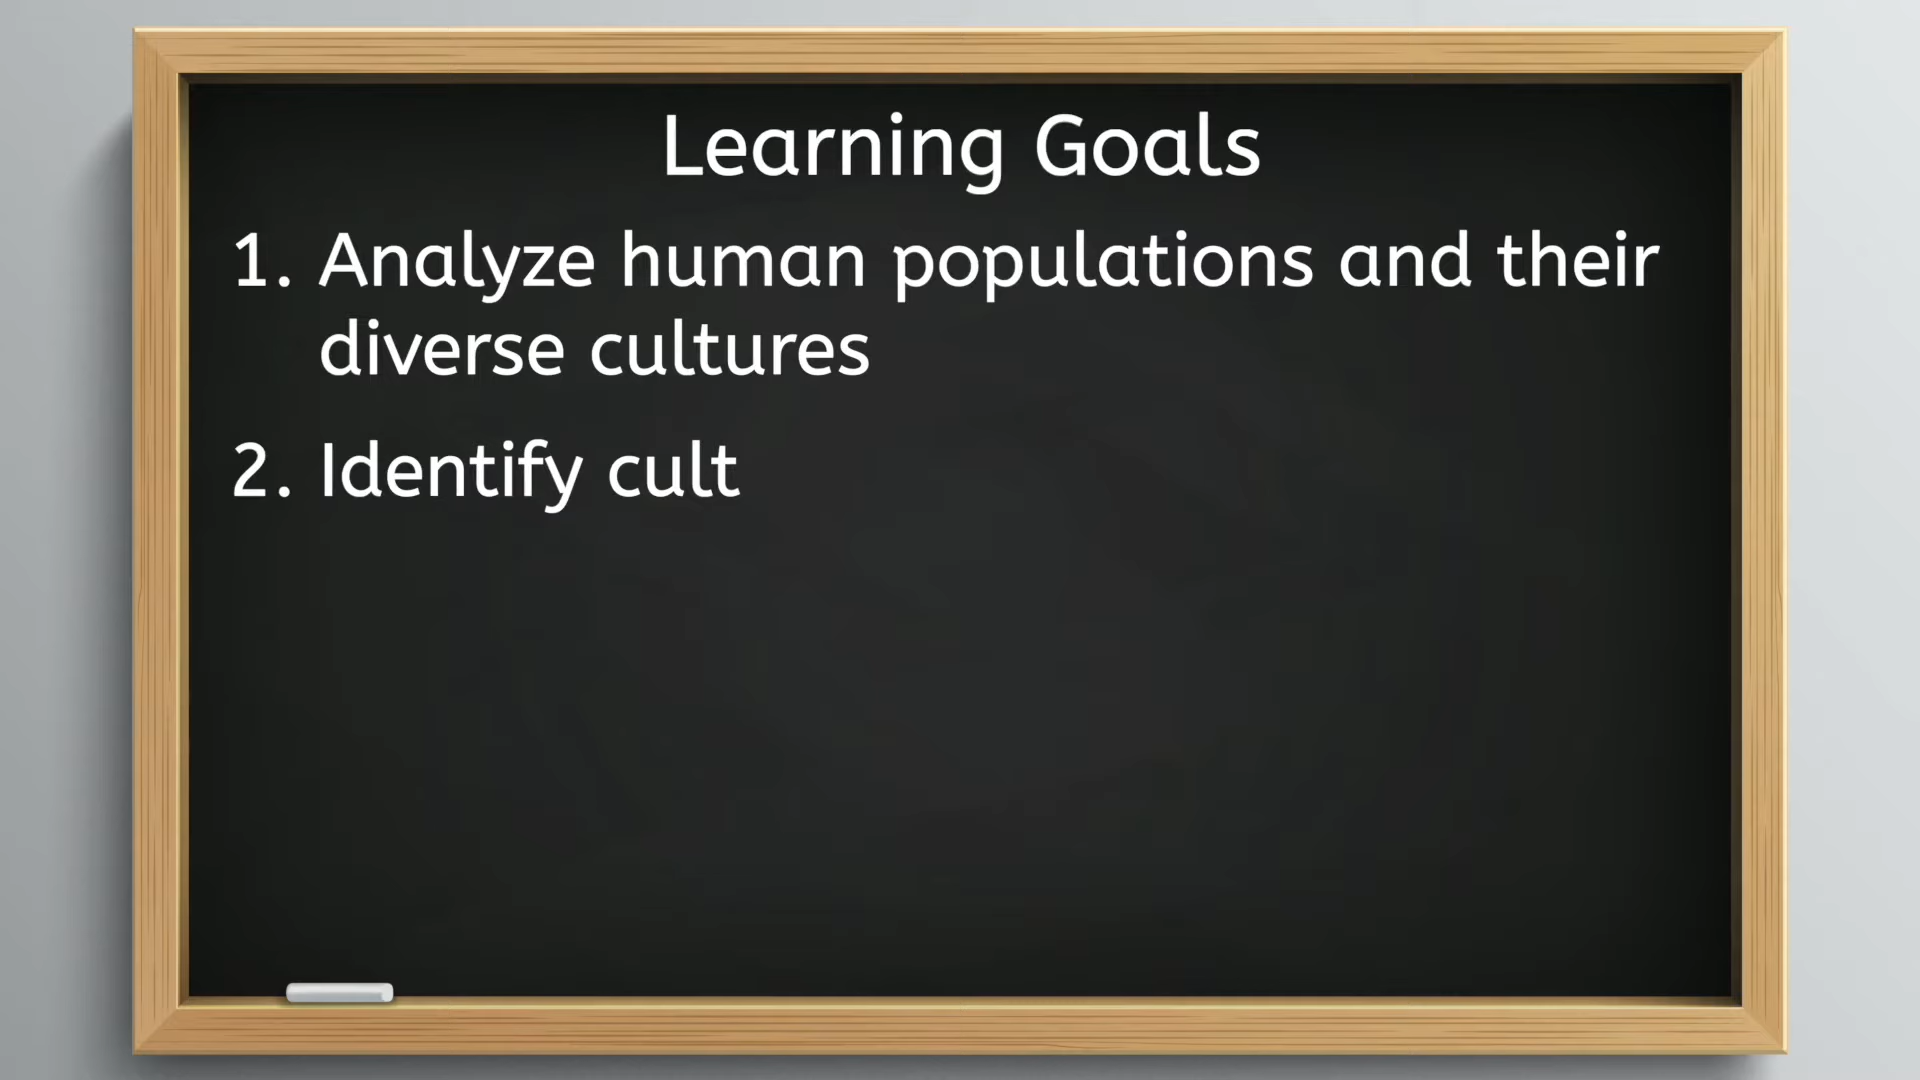 Learning Goals
1. Analyze human populations and their
diverse cultures
2. Identify cult